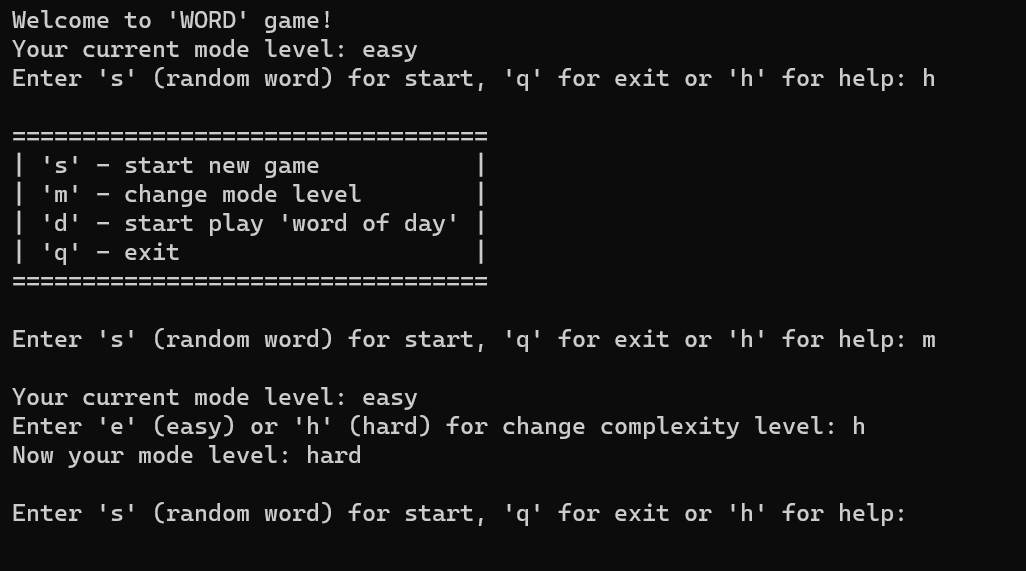 Welcome to 'WORD' game!
Your current mode level: easy
Enter 's' (random word) for start, 'q' for exit or 'h' for help: h
==================================
| 's' - start new game           |
| 'm' - change mode level        |
| 'd' - start play 'word of day' |
| 'q' - exit                     |
==================================
Enter 's' (random word) for start, 'q' for exit or 'h' for help: m
Your current mode level: easy
Enter 'e' (easy) or 'h' (hard) for change complexity level: h
Now your mode level: hard
Enter 's' (random word) for start, 'q' for exit or 'h' for help: